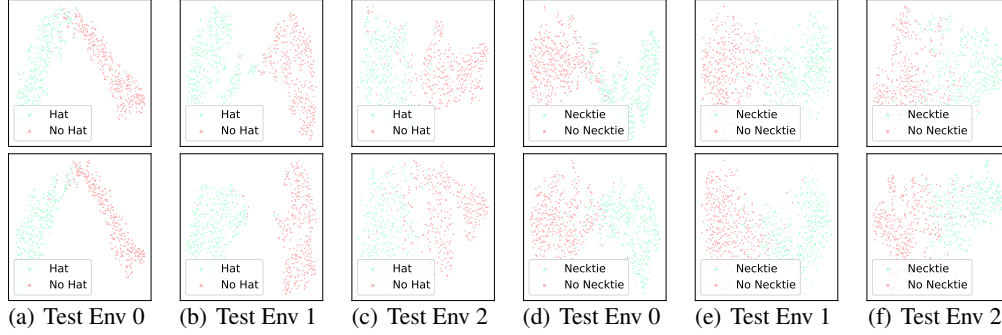 Hat
No Hat
Hat
No Hat
Hat
No Hat
Necktie
No Necktie
Necktie
No Necktie
Necktie
No Necktie
Hat
No Hat
Hat
No Hat
Hat
No Hat
Necktie
No Necktie
Necktie
No Necktie
Necktie
No Necktie
(a) Test Env 0
(b) Test Env 1
(c) Test Env 2
(d) Test Env 0
(e) Test Env 1
(f) Test Env 2